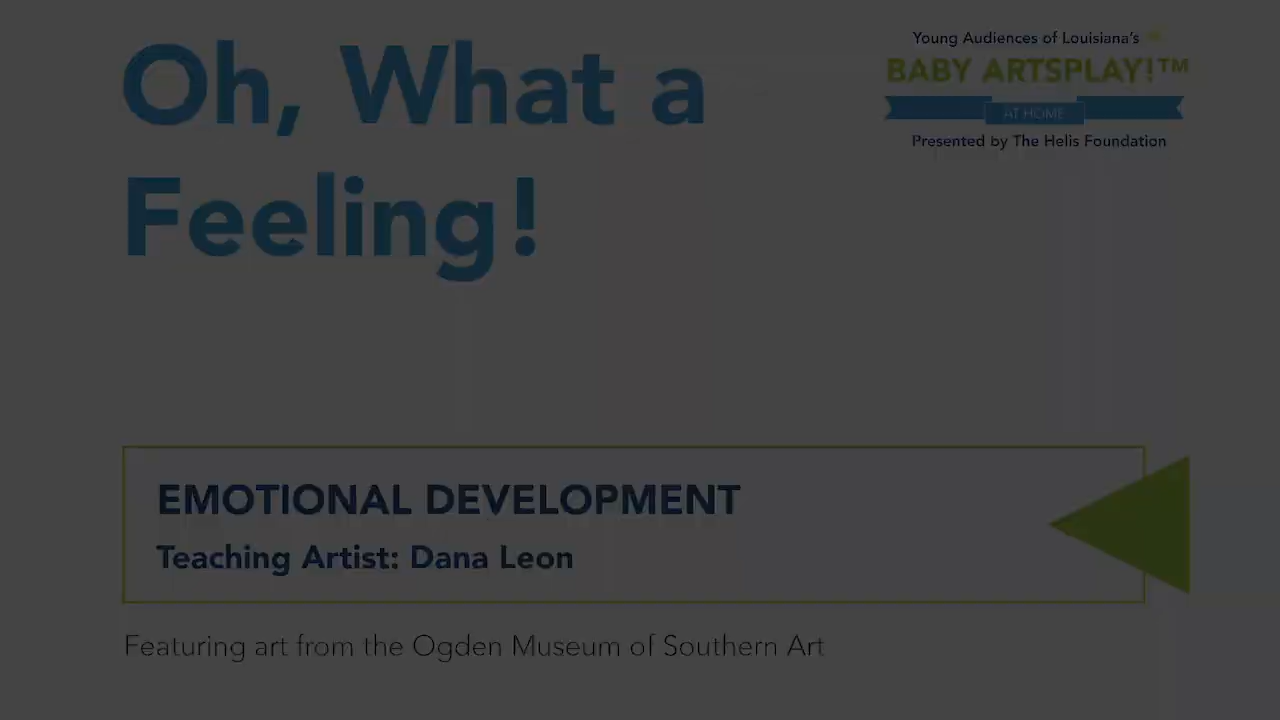 Oh, What a
Feeling!
Young Audiences of Louisiana's
BABY ARTSPLAY!™
AT HOME
Presented by The Helis Foundation
EMOTIONAL DEVELOPMENT
Teaching Artist: Dana Leon
Featuring art from the Ogden Museum of Southern Art